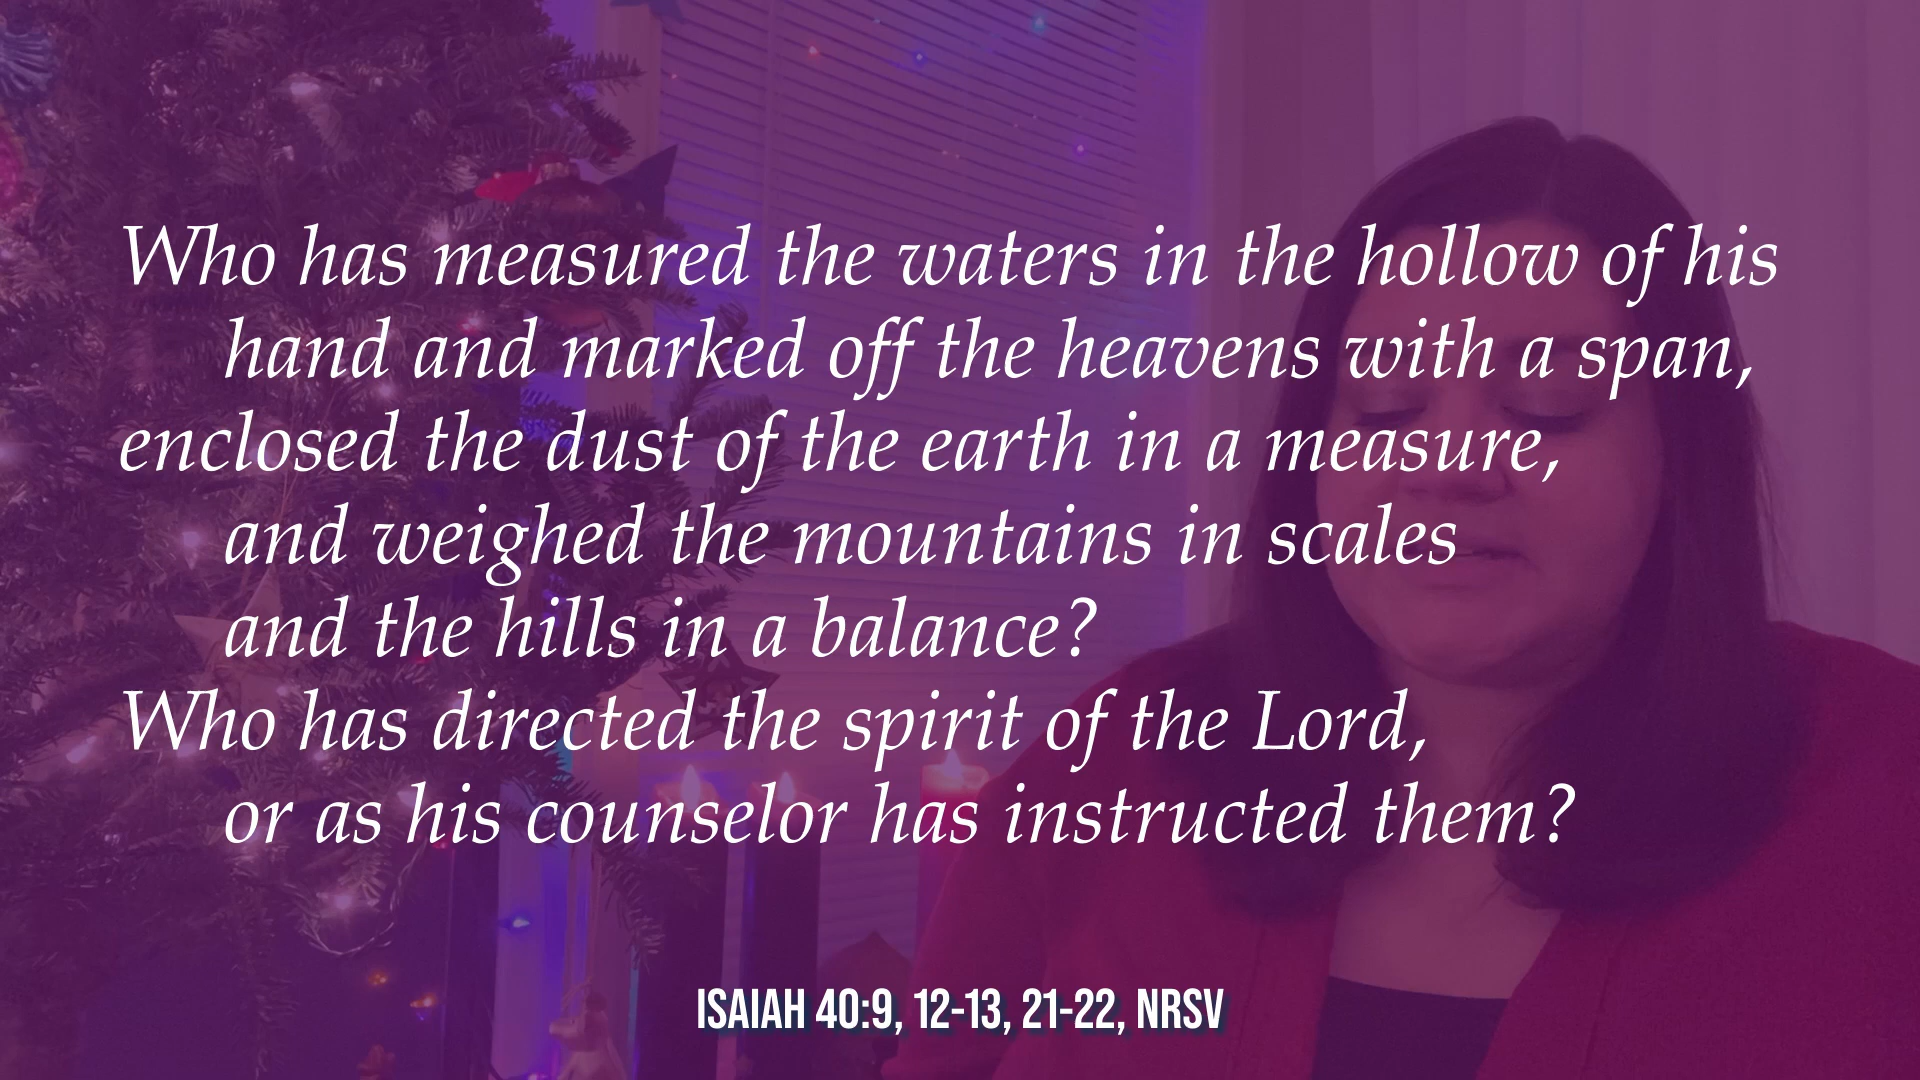 Who has measured the waters in the hollow of his
hand and marked off the heavens with a span,
enclosed the dust of the earth in a measure,
and weighed the mountains in scales
and the hills in a balance?
Who has directed the spirit of the Lord,
or as his counselor has instructed them?
ISAIAH 40:9, 12-13, 21-22, NRSV